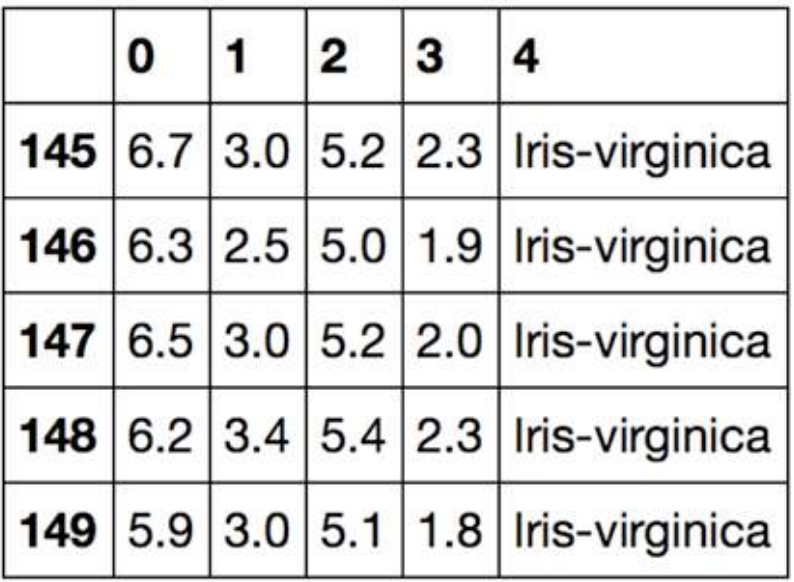 0 1 2 3 4
145 6.7 3.0 5.2 2.3 Iris-virginica
146 6.3 2.5 5.0 1.9 Iris-virginica
147 6.5 3.0 5.2 2.0 Iris-virginica
148 6.2 3.4 5.4 2.3 Iris-virginica
149 5.9 3.0 5.1 1.8 Iris-virginica